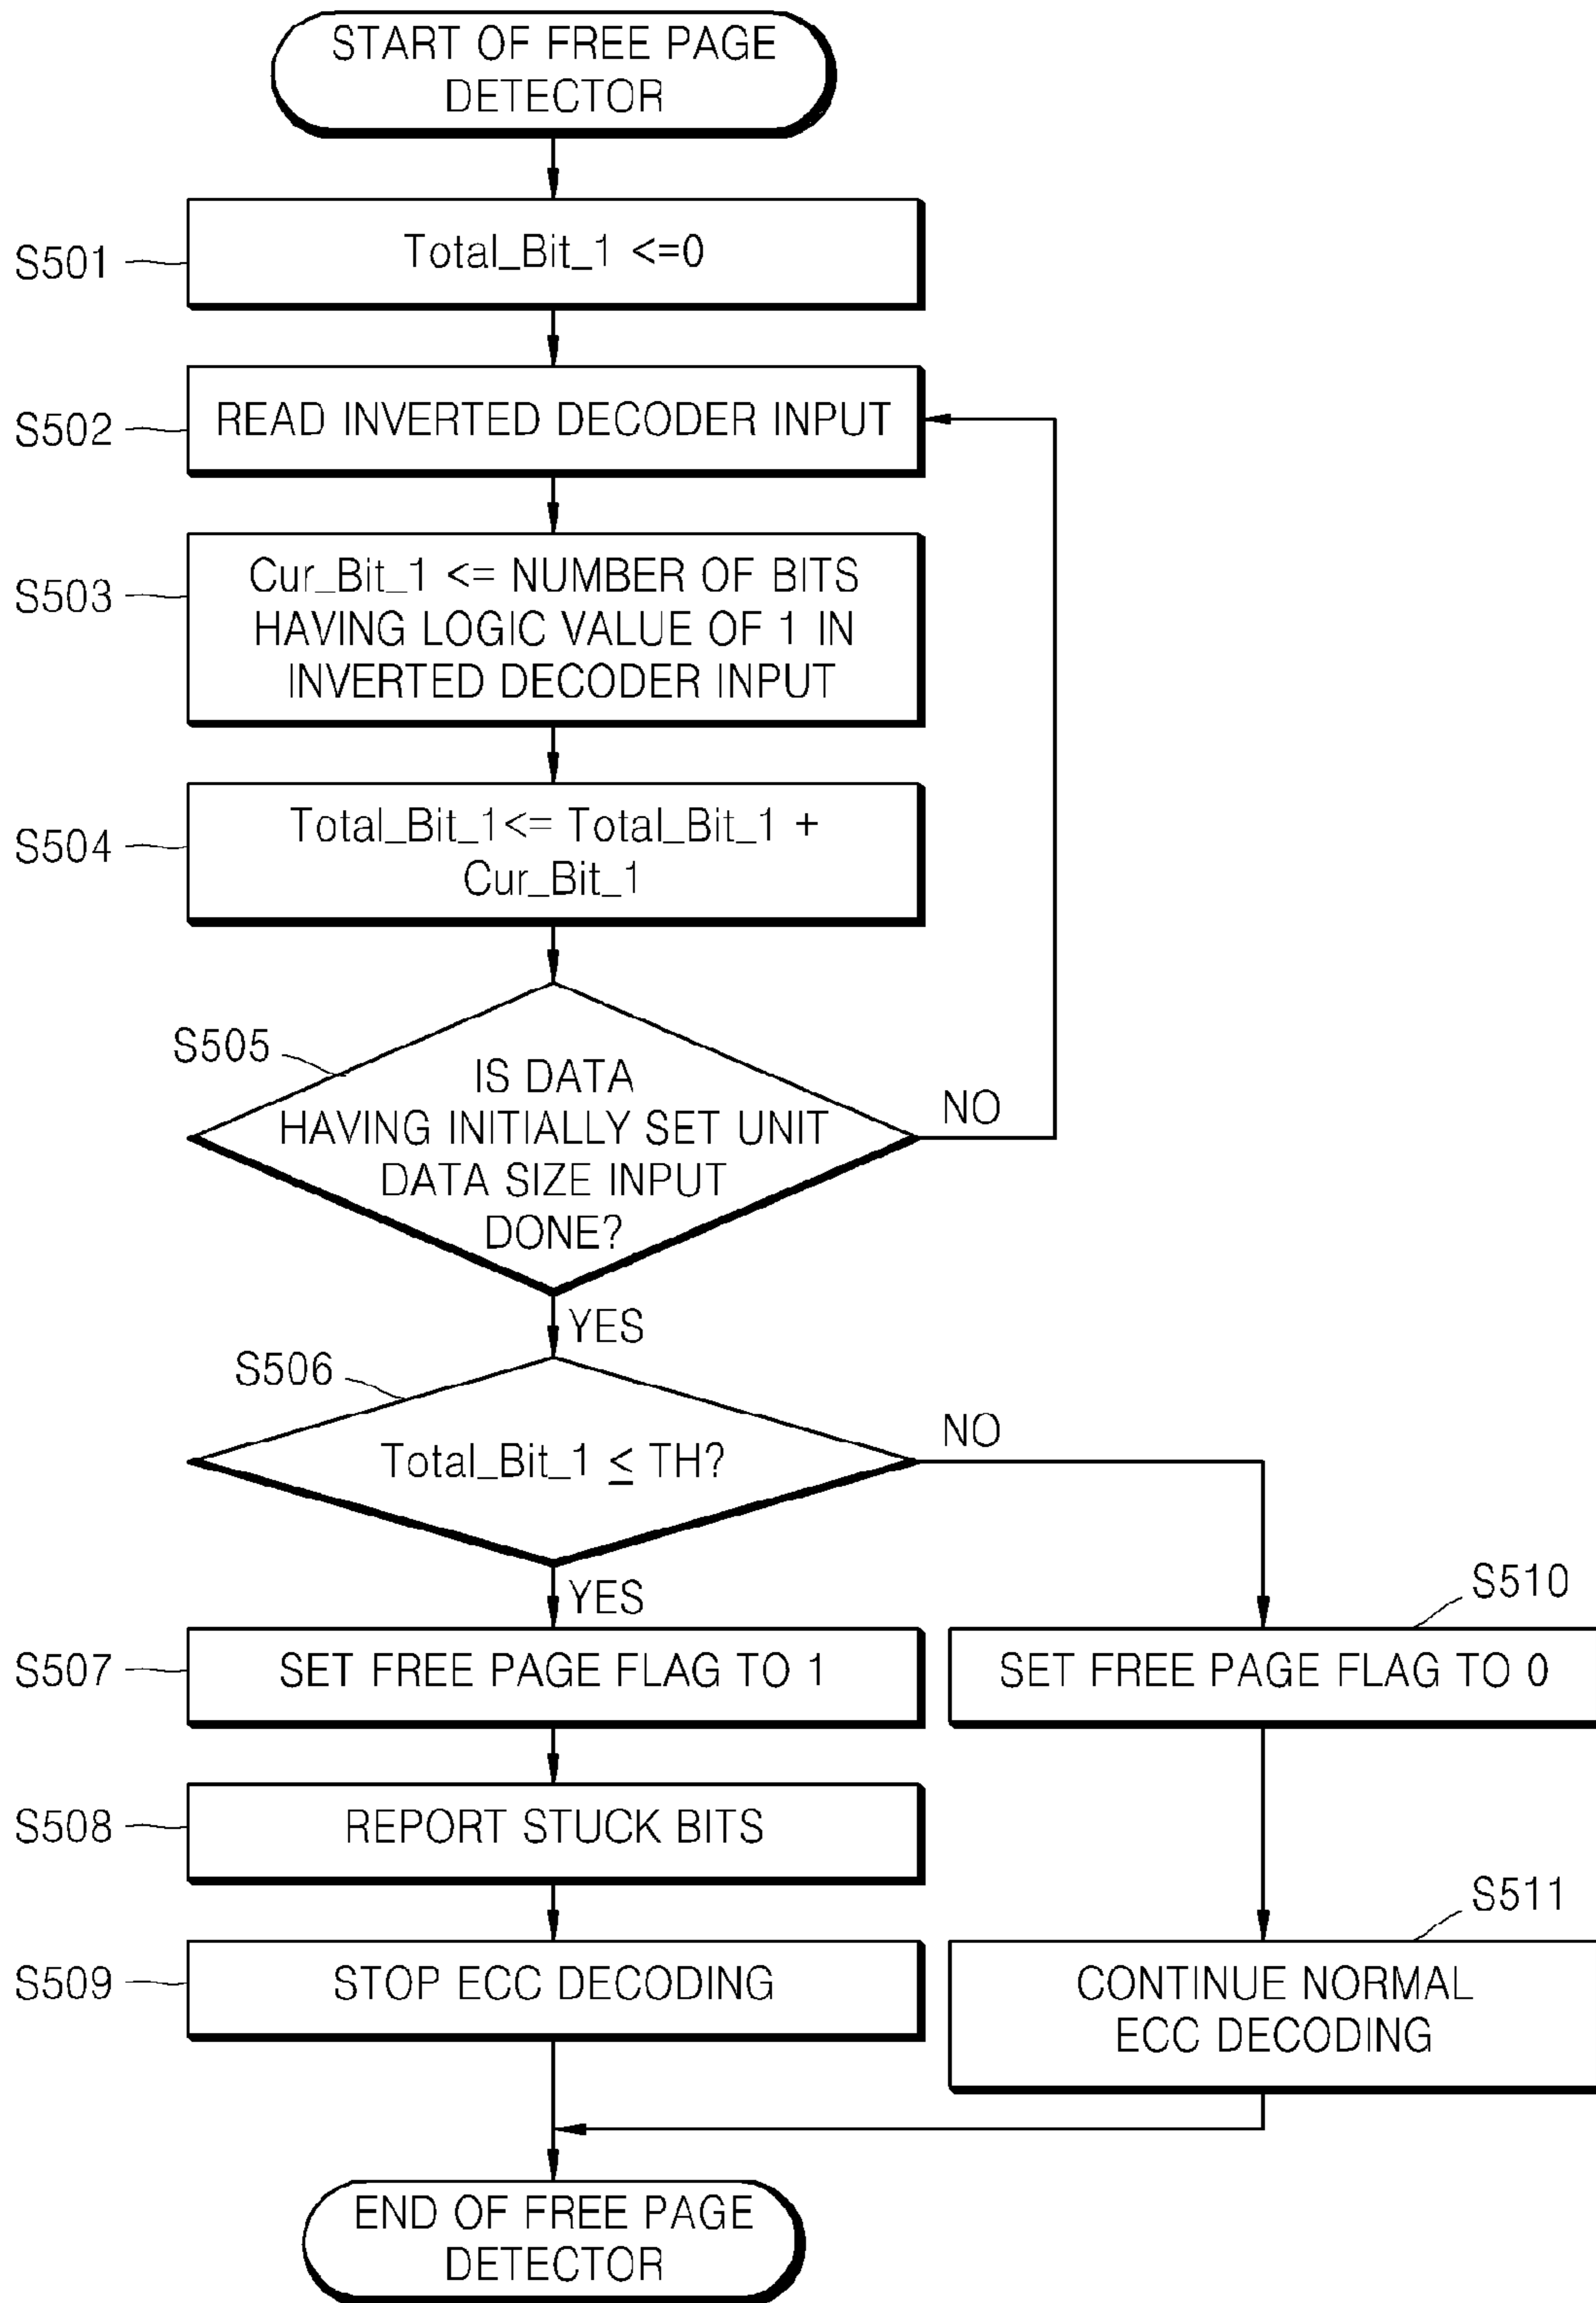 START OF FREE PAGE
DETECTOR
S501
Total_Bit_1 <=0
S502
READ INVERTED DECODER INPUT
S503
Cur_Bit_1 <= NUMBER OF BITS
HAVING LOGIC VALUE OF 1 IN
INVERTED DECODER INPUT
S504
Total_Bit_1<= Total_Bit_1 +
Cur_Bit_1
S505
IS DATA
HAVING INITIALLY SET UNIT
DATA SIZE INPUT
DONE?
NO
YES
S506
Total_Bit_1 ≤ TH?
NO
YES
S507
SET FREE PAGE FLAG TO 1
S510
SET FREE PAGE FLAG TO 0
S508
REPORT STUCK BITS
S509
STOP ECC DECODING
S511
CONTINUE NORMAL
ECC DECODING
END OF FREE PAGE
DETECTOR